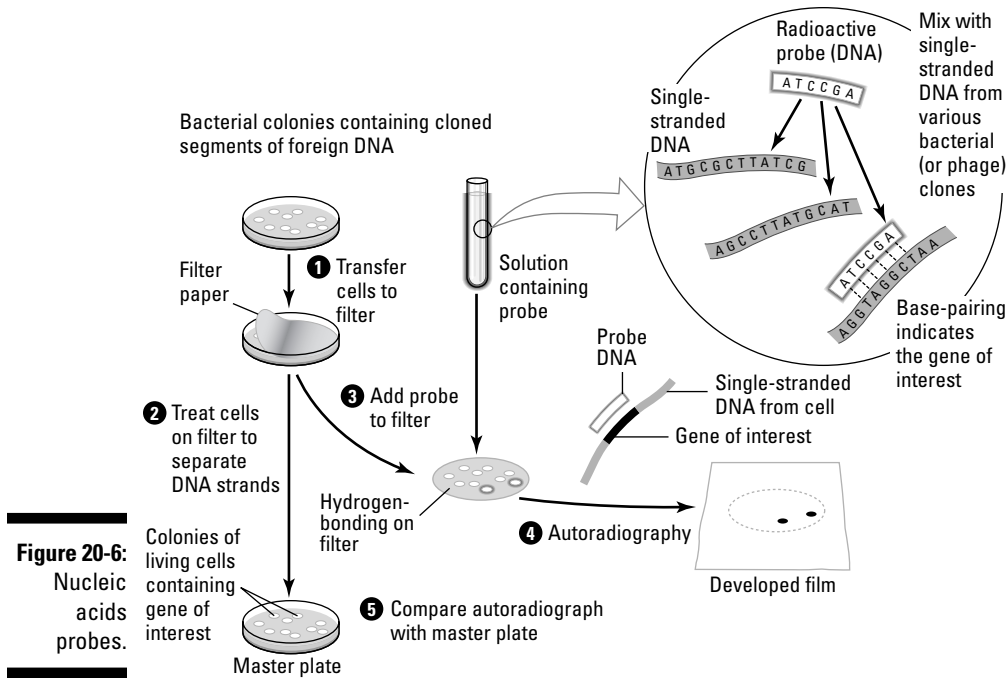 Bacterial colonies containing cloned
segments of foreign DNA
Filter
paper
1 Transfer
cells to
filter
2 Treat cells
on filter to
separate
DNA strands
3 Add probe
to filter
Solution
containing
probe
Radioactive
probe (DNA)
ATCCGA
Mix with
single-
stranded
DNA from
various
bacterial
(or phage)
clones
Single-
stranded
DNA
ATGCGCTTATCG
AGCCTTATGCAT
ATCCGA
AGGTAGGCTAA
Base-pairing
indicates
the gene of
interest
Probe
DNA
Single-stranded
DNA from cell
Gene of interest
Hydrogen-
bonding on
filter
4 Autoradiography
Developed film
Colonies of
living cells
containing
gene of
interest
5 Compare autoradiograph
with master plate
Master plate
Figure 20-6:
Nucleic
acids
probes.